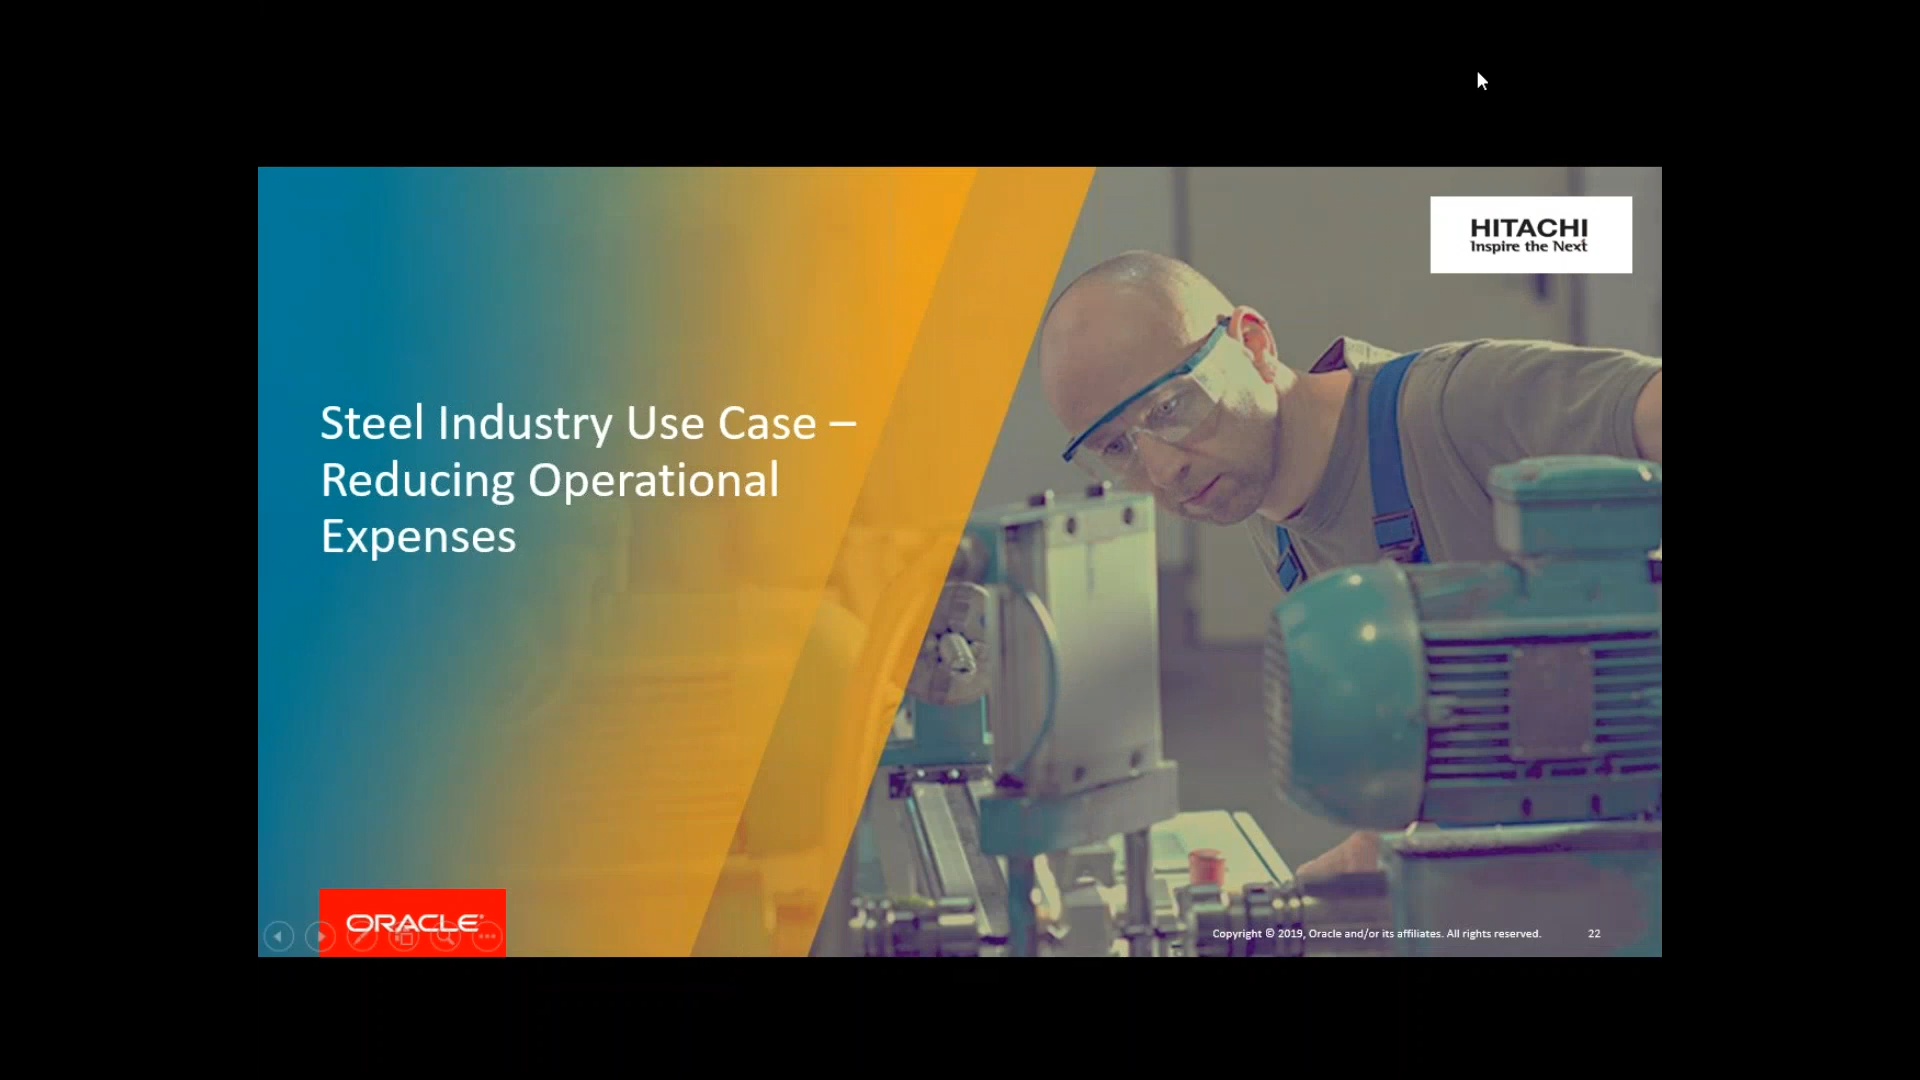 HITACHI
Inspire the Next
Steel Industry Use Case –
Reducing Operational
Expenses
ORACLE®
Copyright © 2019, Oracle and/or its affiliates. All rights reserved. 22